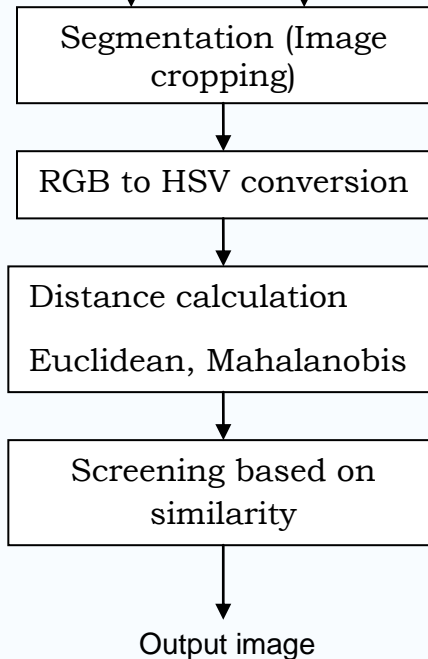 Segmentation (Image
cropping)
RGB to HSV conversion
Distance calculation
Euclidean, Mahalanobis
Screening based on
similarity
Output image